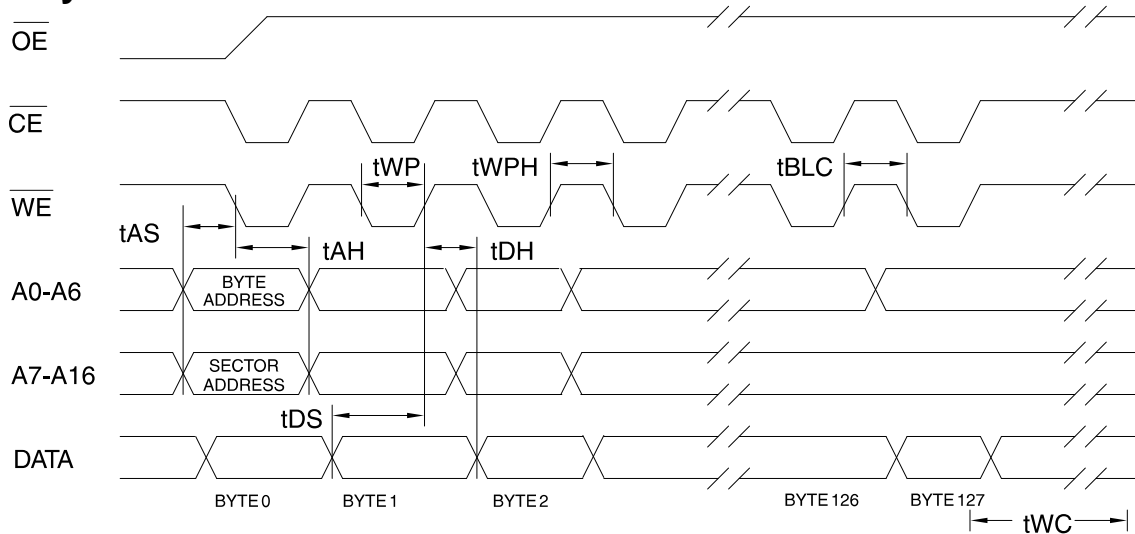 OE
CE
tWP tWPH tBLC
WE
tAS
tAH tDH
A0-A6 BYTE ADDRESS
A7-A16 SECTOR ADDRESS
tDS
DATA
BYTE 0 BYTE 1 BYTE 2 BYTE 126 BYTE 127
tWC